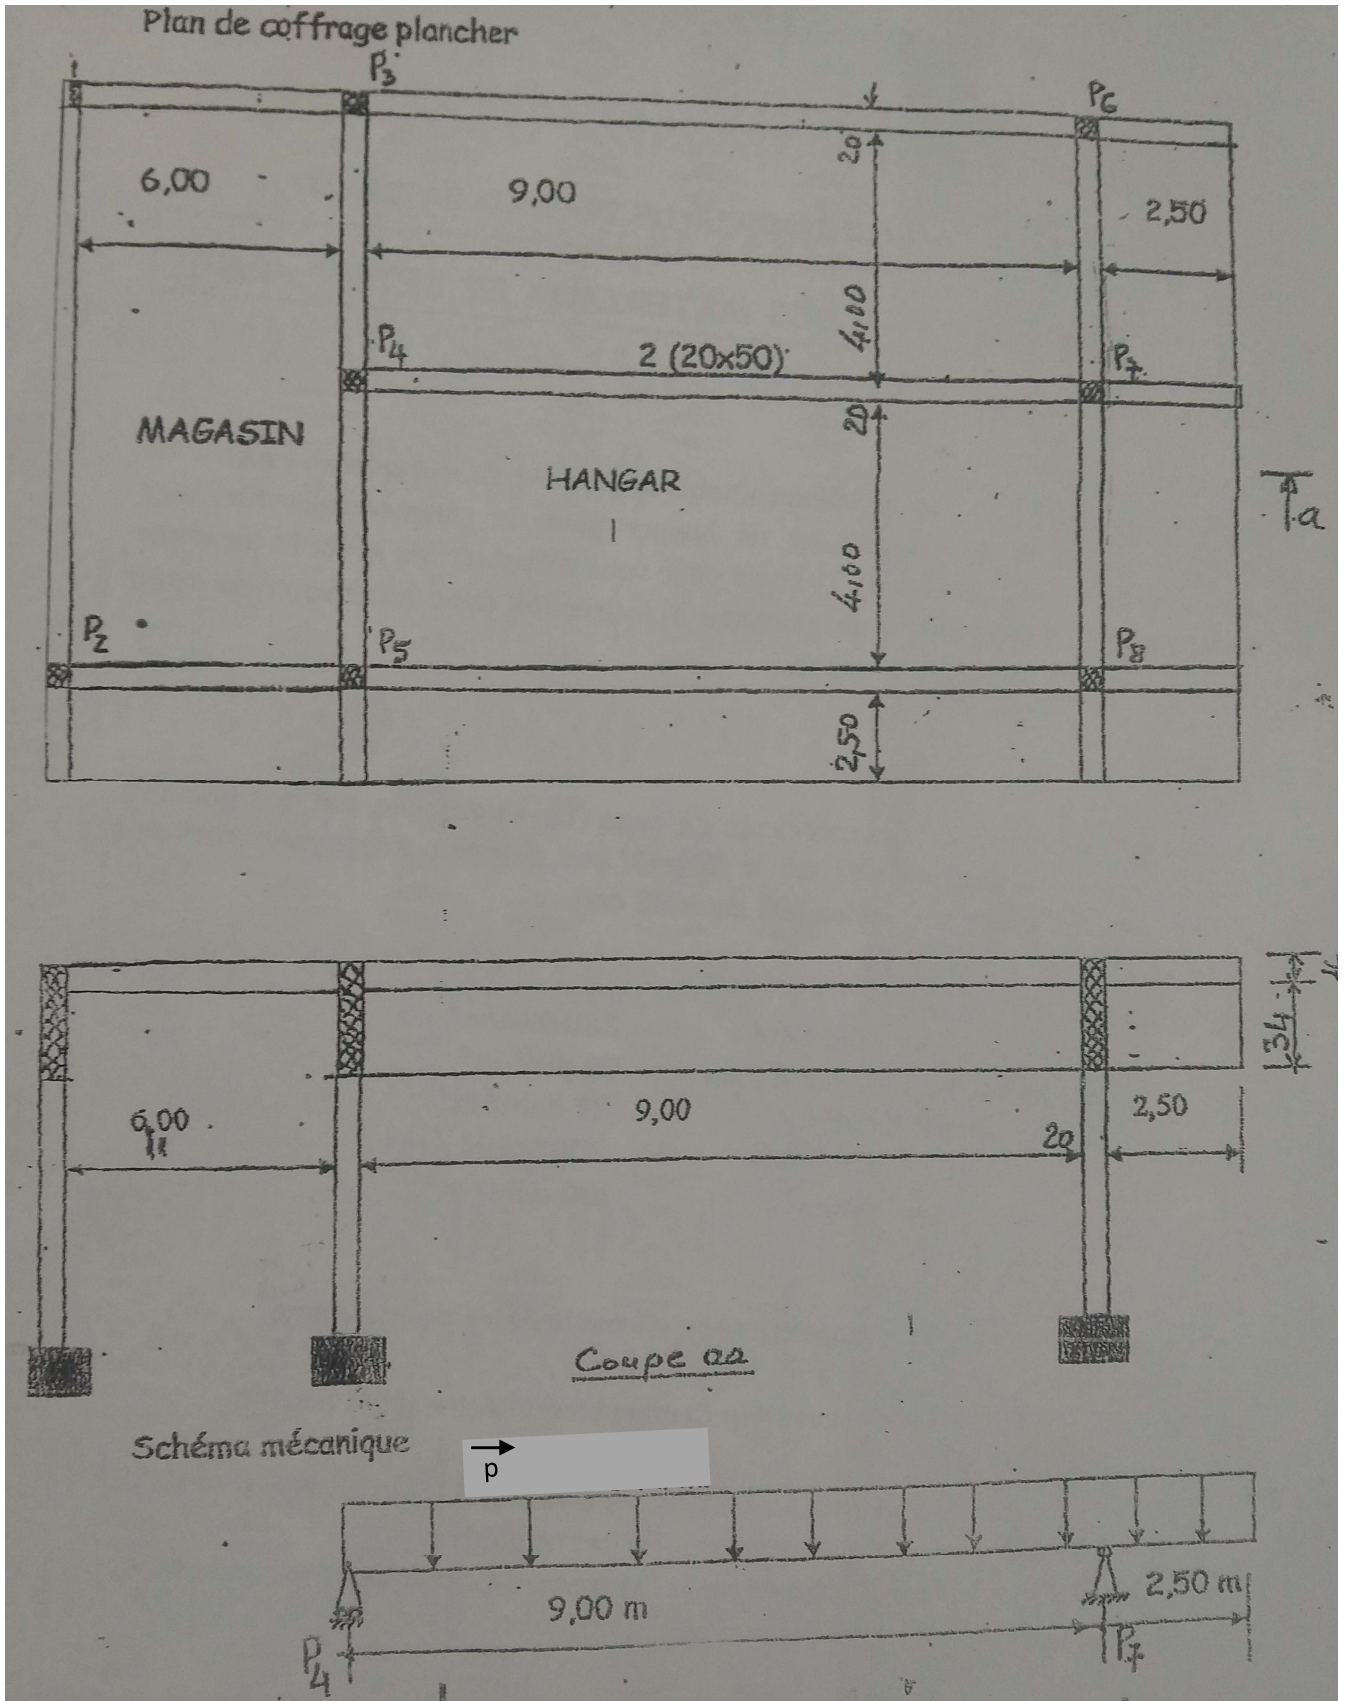 Plan de coffrage plancher
P3
P6
6,00
9,00
20
2,50
4,00
P4
2 (20x50)
P7
MAGASIN
20
HANGAR
a
4,00
P2
P5
P8
2,50
34
6,00
9,00
20
2,50
Coupe aa
Schéma mécanique
p
9,00 m
2,50 m
P4
P7